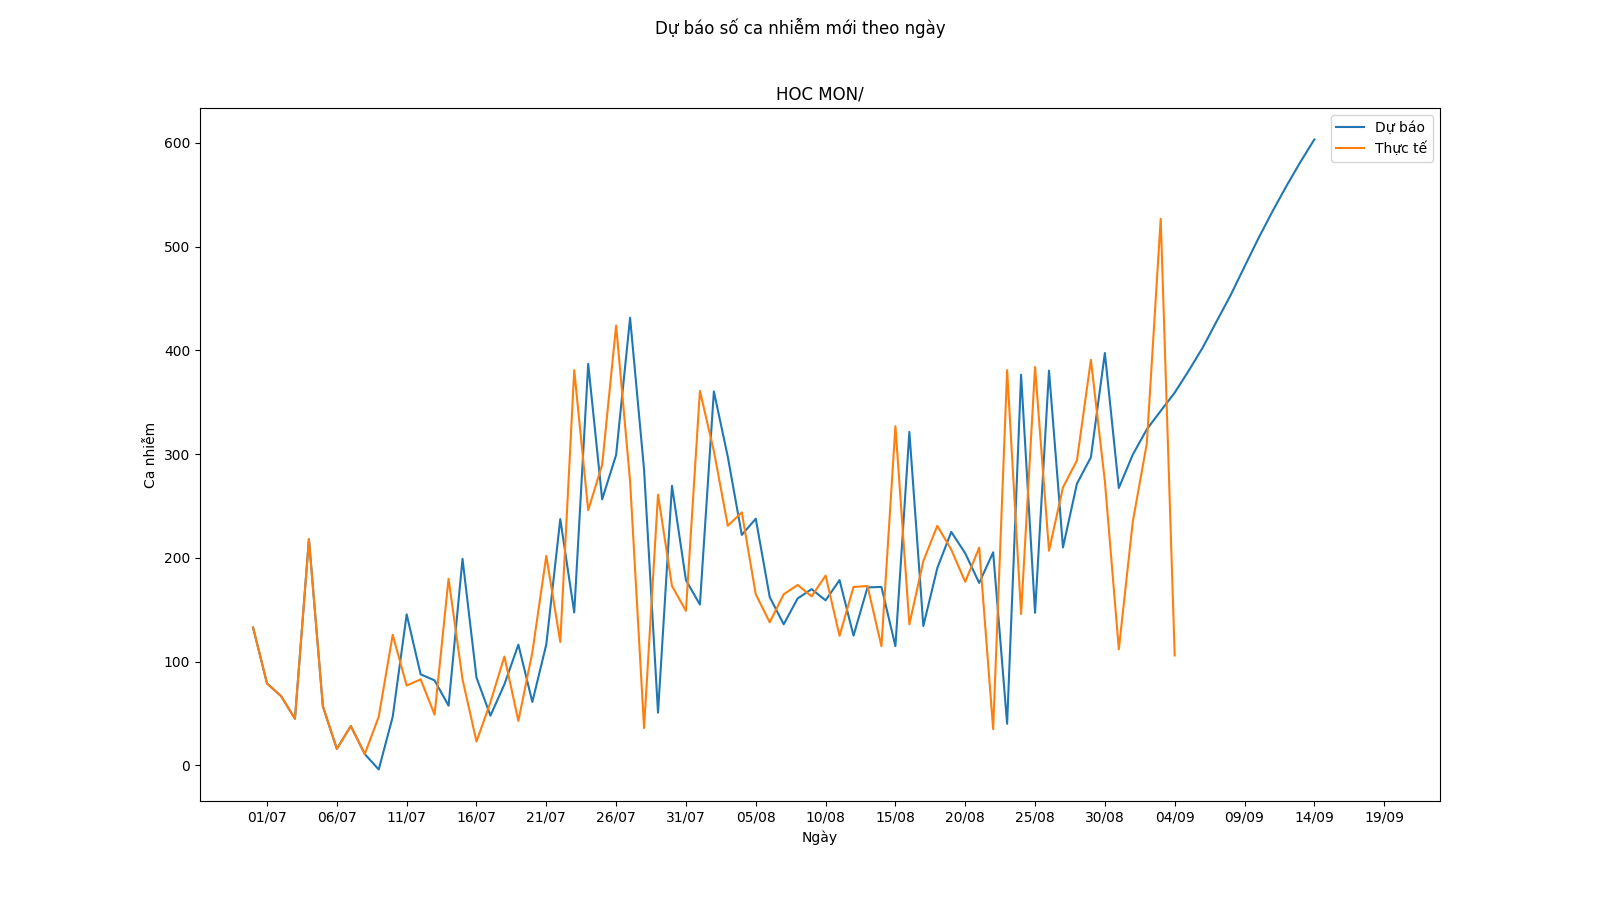 Dự báo số ca nhiễm mới theo ngày
HOC MON/
Dự báo
Thực tế
600
500
400
300
200
100
0
Ca nhiễm
01/07 06/07 11/07 16/07 21/07 26/07 31/07 05/08 10/08 15/08 20/08 25/08 30/08 04/09 09/09 14/09 19/09
Ngày